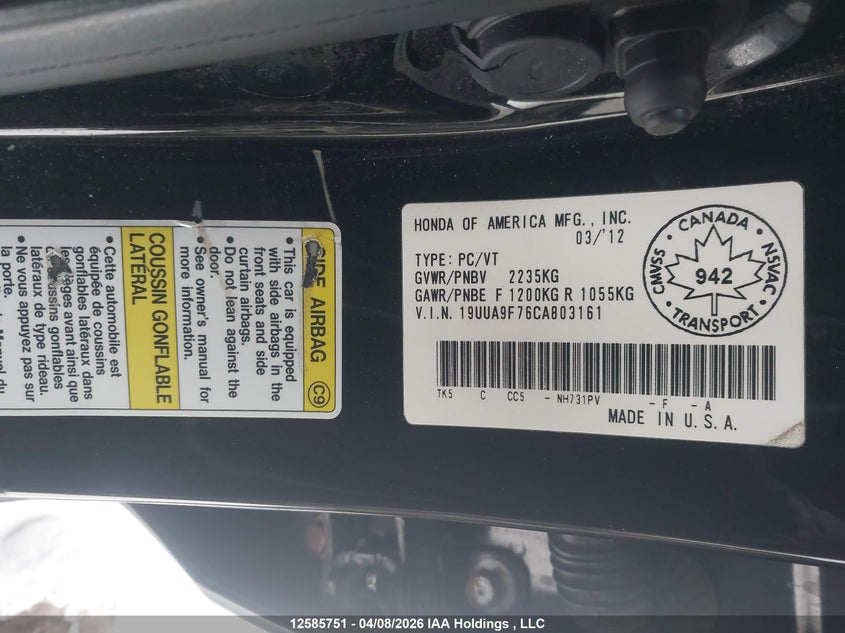 HONDA OF AMERICA MFG., INC.
03/'12
TYPE: PC/VT
GVWR/PNBV 2235KG
GAWR/PNBE F 1200KG R 1055KG
V.I.N. 19UUA9F76CA803161
TK5 C CC5 - NH731PV - F - A
MADE IN U.S.A.
CANADA
CMVSS
NSVAC
942
TRANSPORT
SIDE AIRBAG C9
• This car is equipped
with side airbags in the
front seats and side
curtain airbags.
• Do not lean against the
door.
• See owner's manual for
more information.
COUSSIN GONFLABLE
LATÉRAL
• Cette automobile est
équipée de coussins
gonflables latéraux dans
les sièges avant ainsi que
coussins gonflables
latéraux de type rideau.
• Ne vous appuyez pas sur
la porte.
Manuel du
12585751 - 04/08/2026 IAA Holdings , LLC